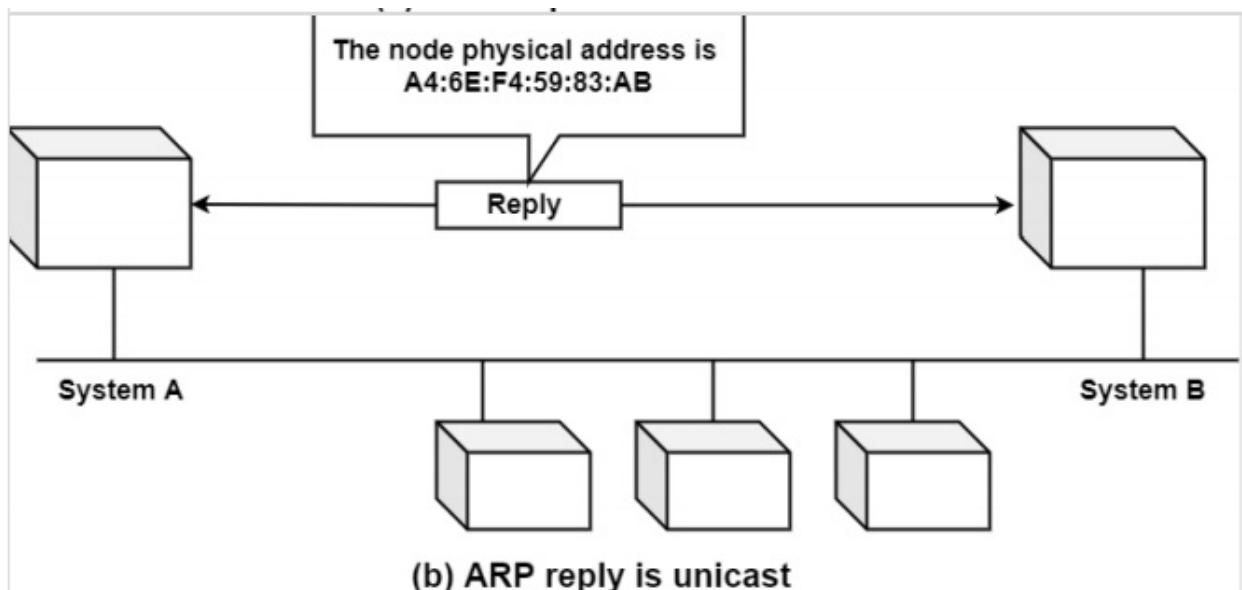 The node physical address is
A4:6E:F4:59:83:AB
Reply
System A
System B
(b) ARP reply is unicast